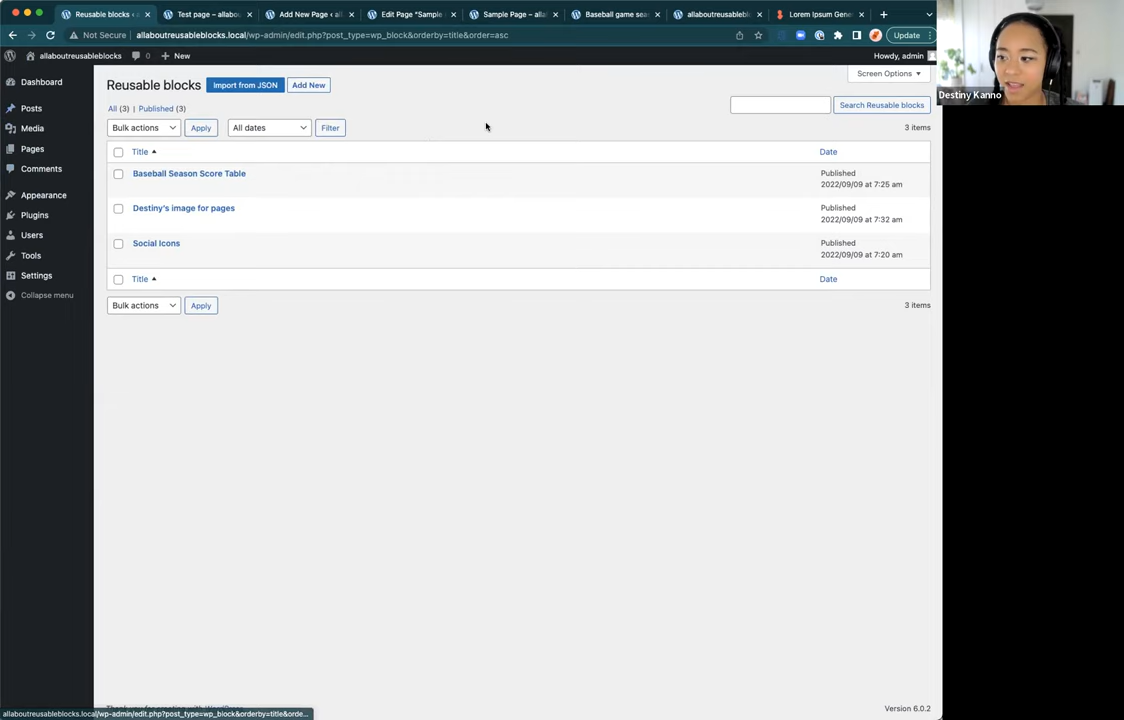 Reusable blocks ‹ a
Test page – allabou
Add New Page ‹ all
Edit Page "Sample
Sample Page – alla
Baseball game sea
allaboutreusablebl
Lorem Ipsum Gene
Not Secure allaboutreusableblocks.local/wp-admin/edit.php?post_type=wp_block&orderby=title&order=asc
Update
allaboutreusableblocks
0
New
Howdy, admin
Destiny Kanno
Dashboard
Posts
Media
Pages
Comments
Appearance
Plugins
Users
Tools
Settings
Collapse menu
Screen Options
Reusable blocks
Import from JSON
Add New
All (3) | Published (3)
Search Reusable blocks
Bulk actions
Apply
All dates
Filter
3 items
Title
Date
Baseball Season Score Table
Published
2022/09/09 at 7:25 am
Destiny's image for pages
Published
2022/09/09 at 7:32 am
Social Icons
Published
2022/09/09 at 7:20 am
Title
Date
Bulk actions
Apply
3 items
Version 6.0.2
allaboutreusableblocks.local/wp-admin/edit.php?post_type=wp_block&orderby=title&orde...